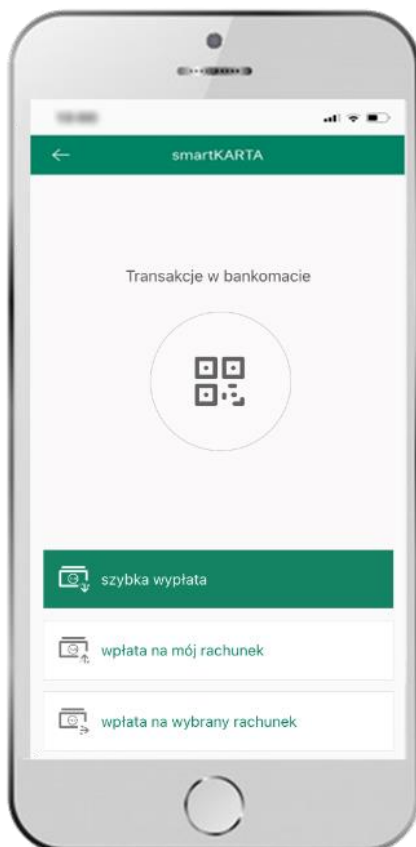 smartKARTA
Transakcje w bankomacie
szybka wypłata
wpłata na mój rachunek
wpłata na wybrany rachunek